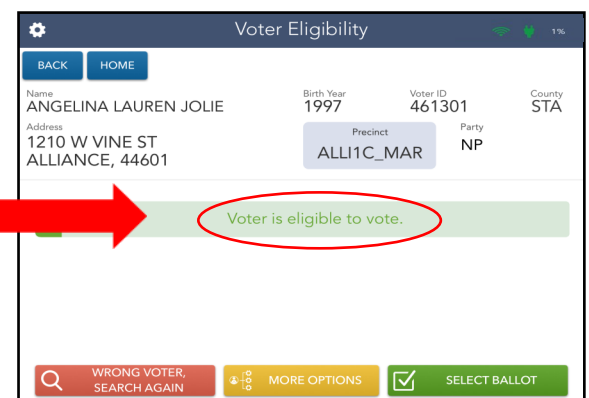 Voter Eligibility
1%
BACK HOME
Name Birth Year Voter ID County
ANGELINA LAUREN JOLIE 1997 461301 STA
Address Precinct Party
1210 W VINE ST ALLI1C_MAR NP
ALLIANCE, 44601
Voter is eligible to vote.
WRONG VOTER,
SEARCH AGAIN
MORE OPTIONS
SELECT BALLOT